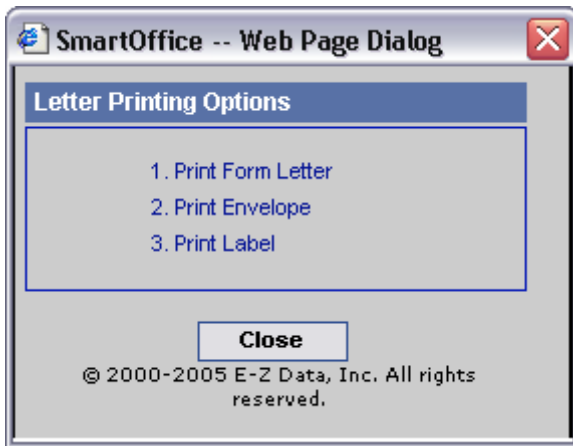 SmartOffice -- Web Page Dialog
Letter Printing Options
1. Print Form Letter
2. Print Envelope
3. Print Label
Close
© 2000-2005 E-Z Data, Inc. All rights
reserved.